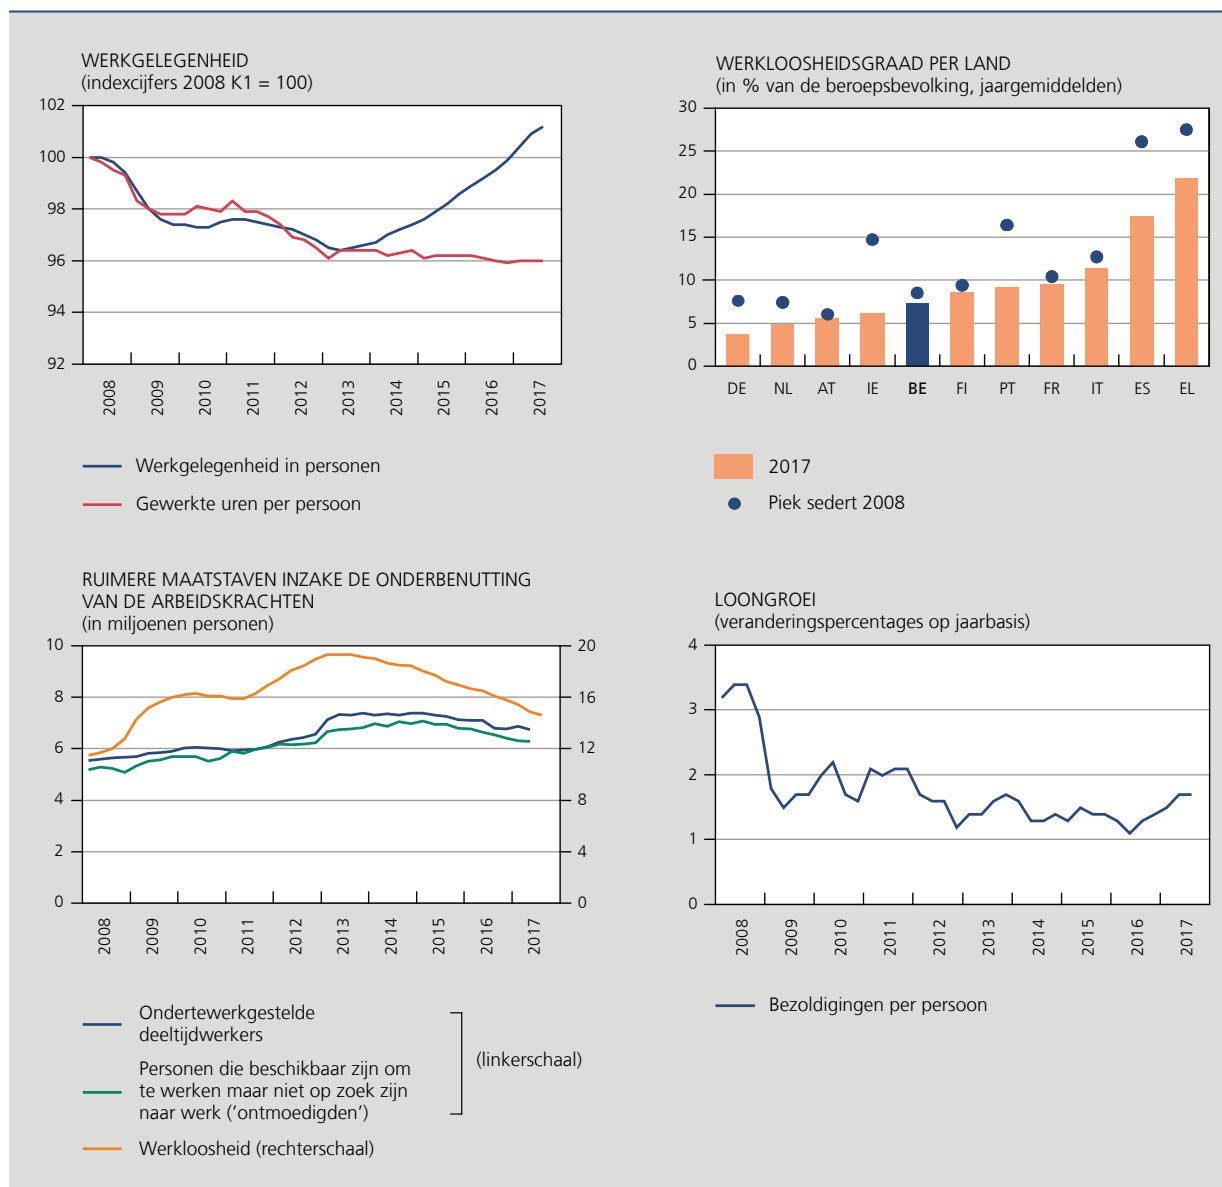 WERKGELEGENHEID
(indexcijfers 2008 K1 = 100)
102
100
98
96
94
92
2008
2009
2010
2011
2012
2013
2014
2015
2016
2017
Werkgelegenheid in personen
Gewerkte uren per persoon
WERKLOOSHEIDSGRAAD PER LAND
(in % van de beroepsbevolking, jaargemiddelden)
30
25
20
15
10
5
0
DE NL AT IE BE FI PT FR IT ES EL
2017
Piek sedert 2008
RUIMERE MAATSTAVEN INZAKE DE ONDERBENUTTING
VAN DE ARBEIDSKRACHTEN
(in miljoenen personen)
10
8
6
4
2
0
20
16
12
8
4
0
2008
2009
2010
2011
2012
2013
2014
2015
2016
2017
Ondertewerkgestelde
deeltijdwerkers
Personen die beschikbaar zijn om
te werken maar niet op zoek zijn
naar werk ('ontmoedigden')
(linkerschaal)
Werkloosheid (rechterschaal)
LOONGROEI
(veranderingspercentages op jaarbasis)
4
3
2
1
0
2008
2009
2010
2011
2012
2013
2014
2015
2016
2017
Bezoldigingen per persoon